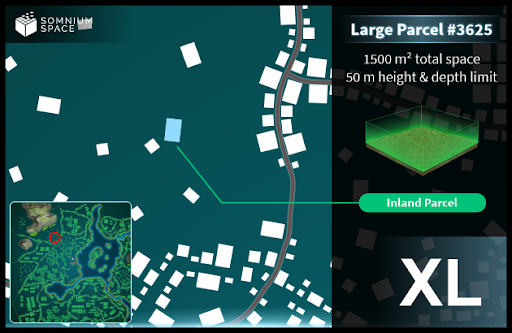 SOMNIUM
SPACE
Large Parcel #3625
1500 m² total space
50 m height & depth limit
Inland Parcel
XL